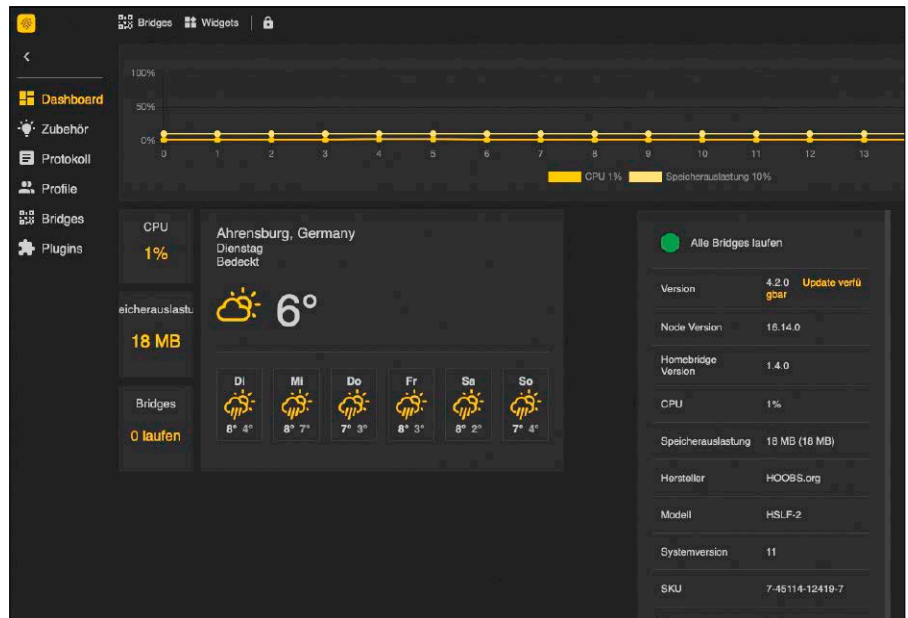 Bridges Widgets
Dashboard
Zubehör
Protokoll
Profile
Bridges
Plugins
100%
50%
0%
0 1 2 3 4 5 6 7 8 9 10 11 12 13
CPU 1% Speicherauslastung 10%
CPU
1%
eicherauslastu
18 MB
Bridges
0 laufen
Ahrensburg, Germany
Dienstag
Bedeckt
6°
Di Mi Do Fr Sa So
8° 4° 8° 7° 7° 3° 8° 3° 8° 2° 7° 4°
Alle Bridges laufen
Version 4.2.0 Update verfü
gbar
Node Version 16.14.0
Homebridge
Version 1.4.0
CPU 1%
Speicherauslastung 18 MB (18 MB)
Hersteller HOOBS.org
Modell HSLF-2
Systemversion 11
SKU 7-45114-12419-7